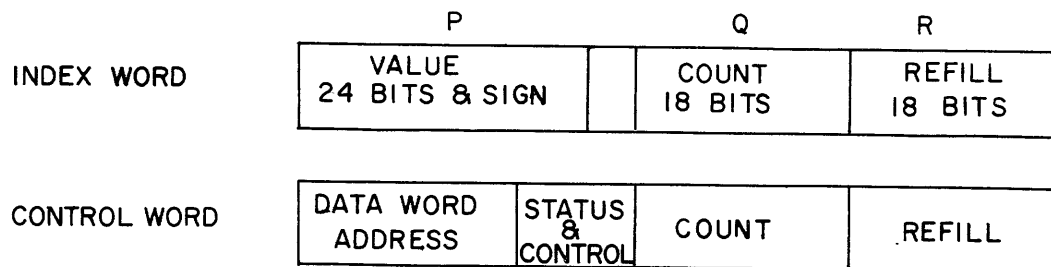 P Q R
INDEX WORD
VALUE
24 BITS & SIGN
COUNT
18 BITS
REFILL
18 BITS
CONTROL WORD
DATA WORD
ADDRESS
STATUS
&
CONTROL
COUNT
REFILL